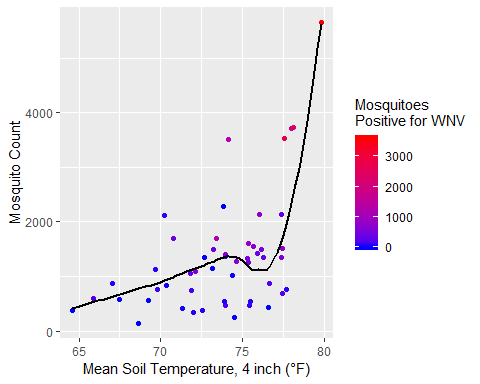 4000
2000
0
65
70
75
80
Mosquito Count
Mean Soil Temperature, 4 inch (°F)
Mosquitoes
Positive for WNV
3000
2000
1000
0